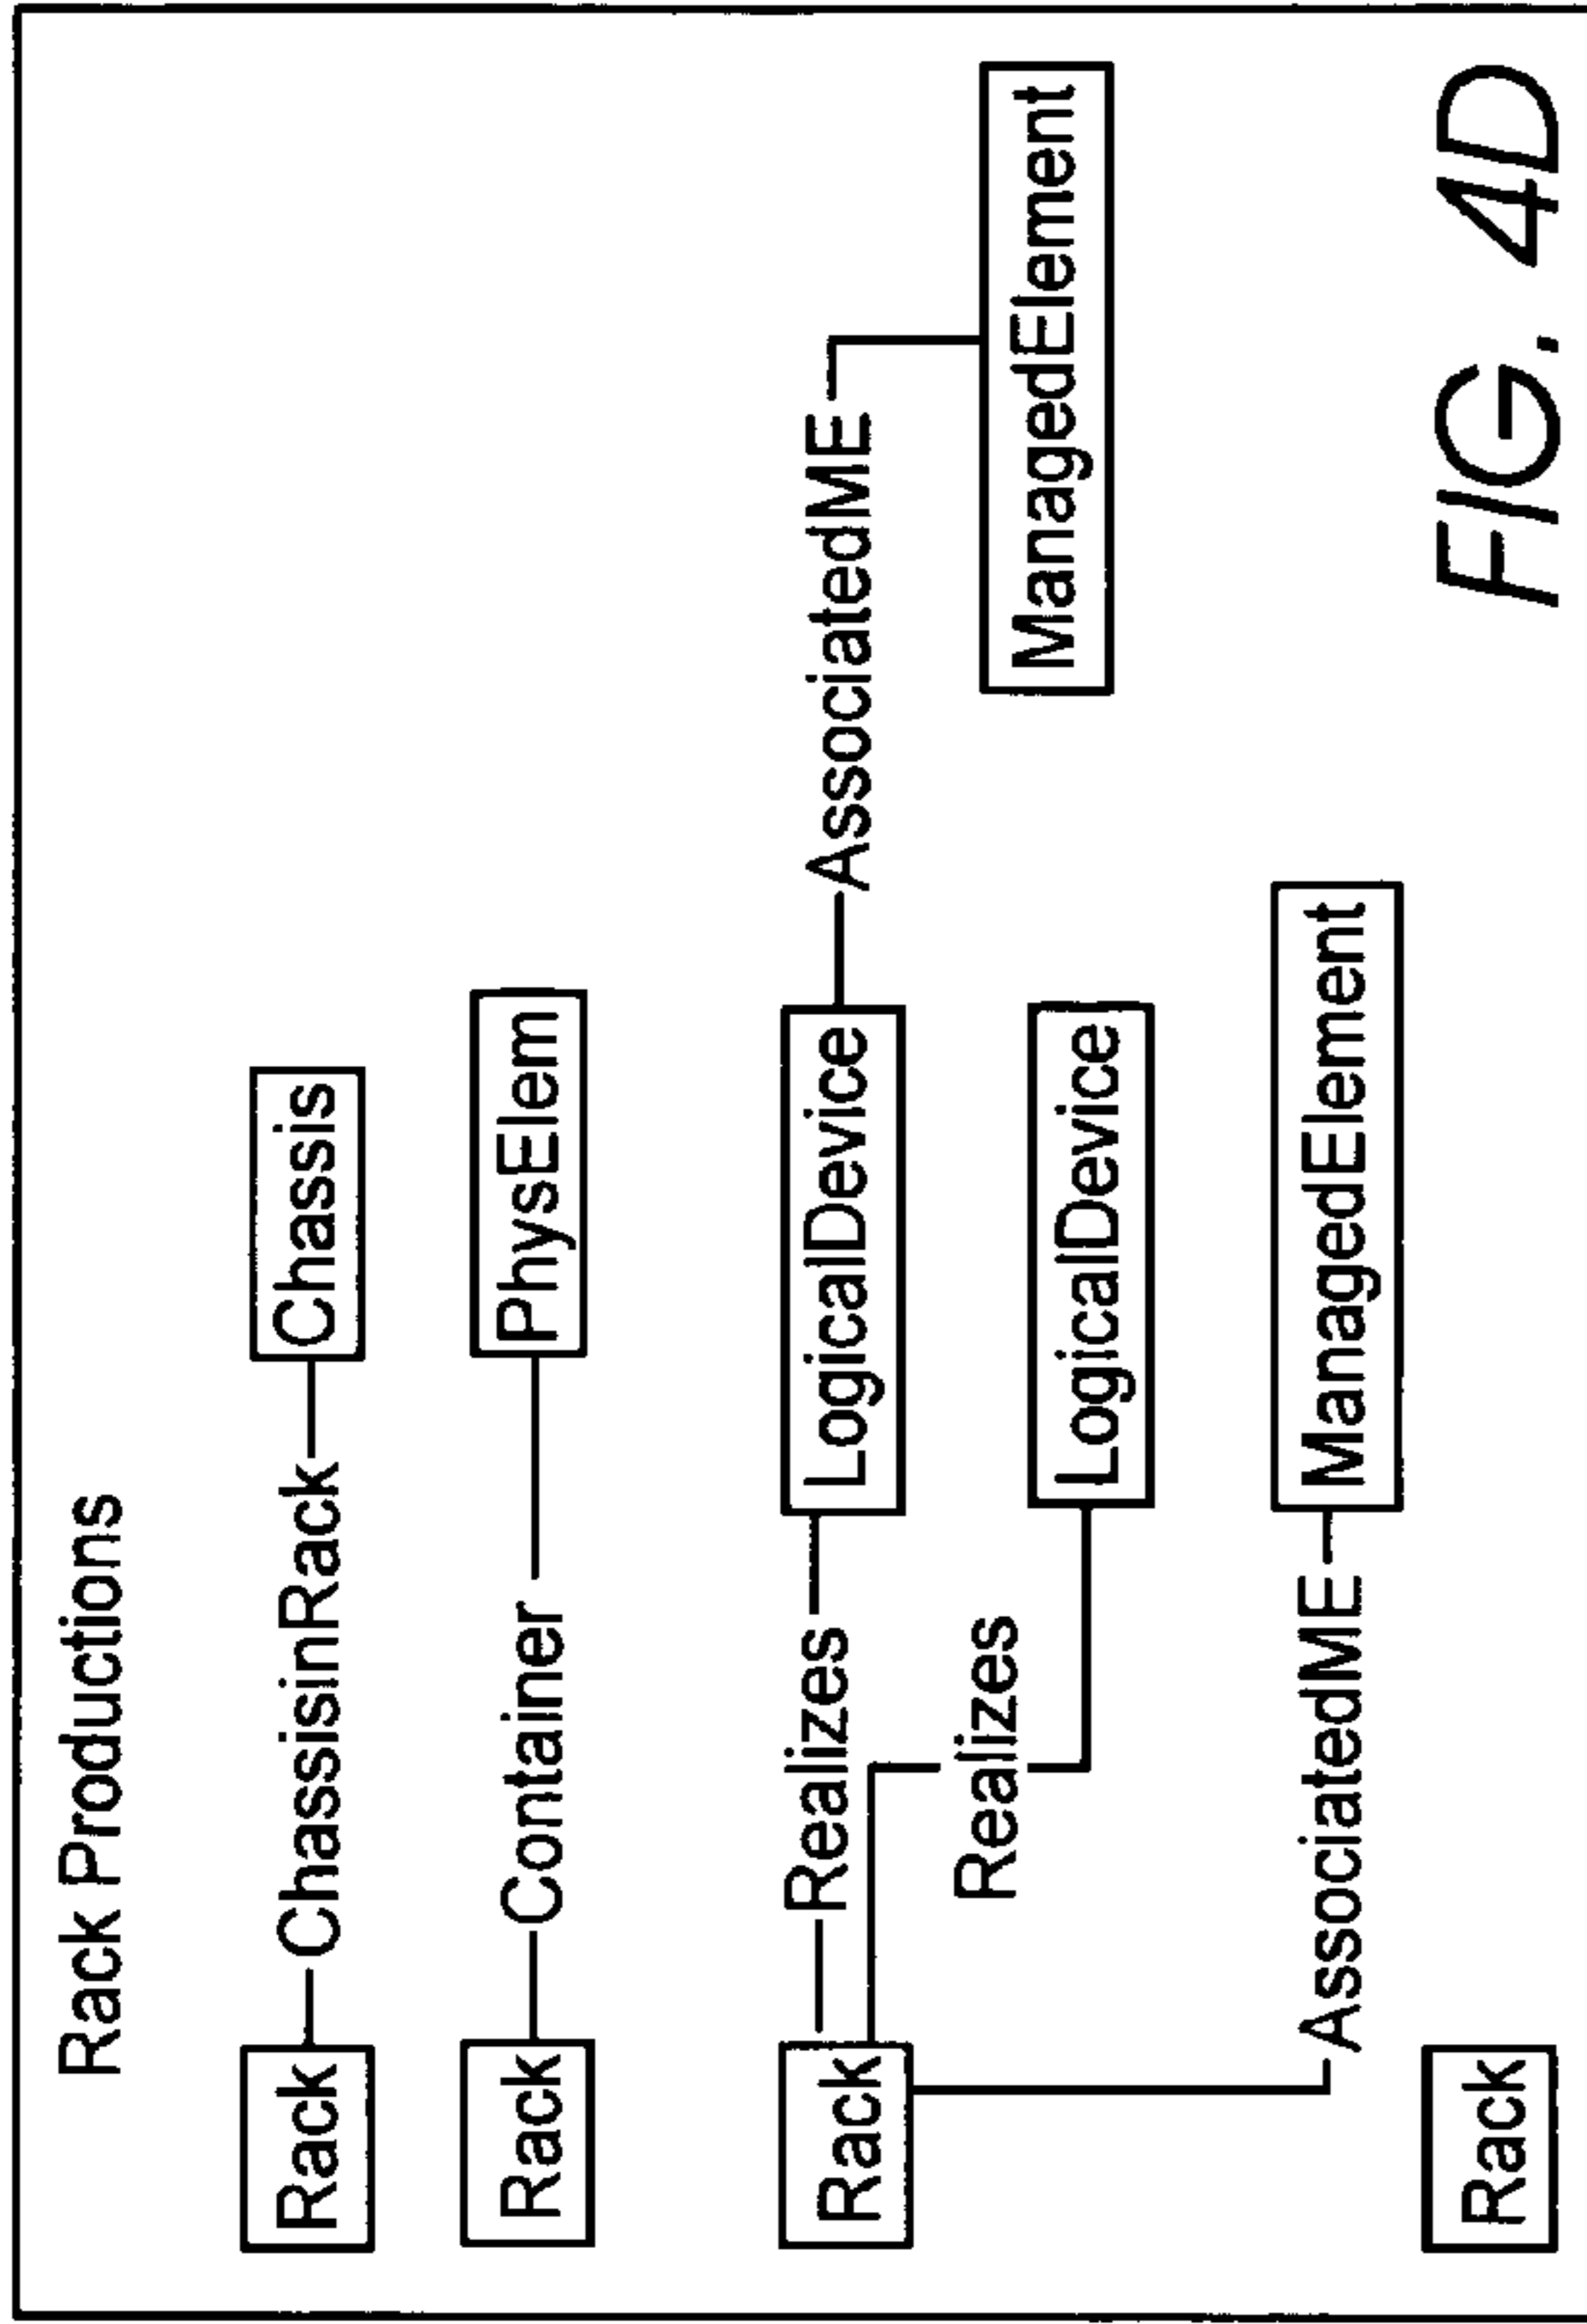 Rack Productions
Rack ChassisinRack Chassis
Rack Container PhysElem
Rack Realizes LogicalDevice AssociatedME
Realizes LogicalDevice ManagedElement
AssociatedME ManagedElement
Rack
FIG. 4D